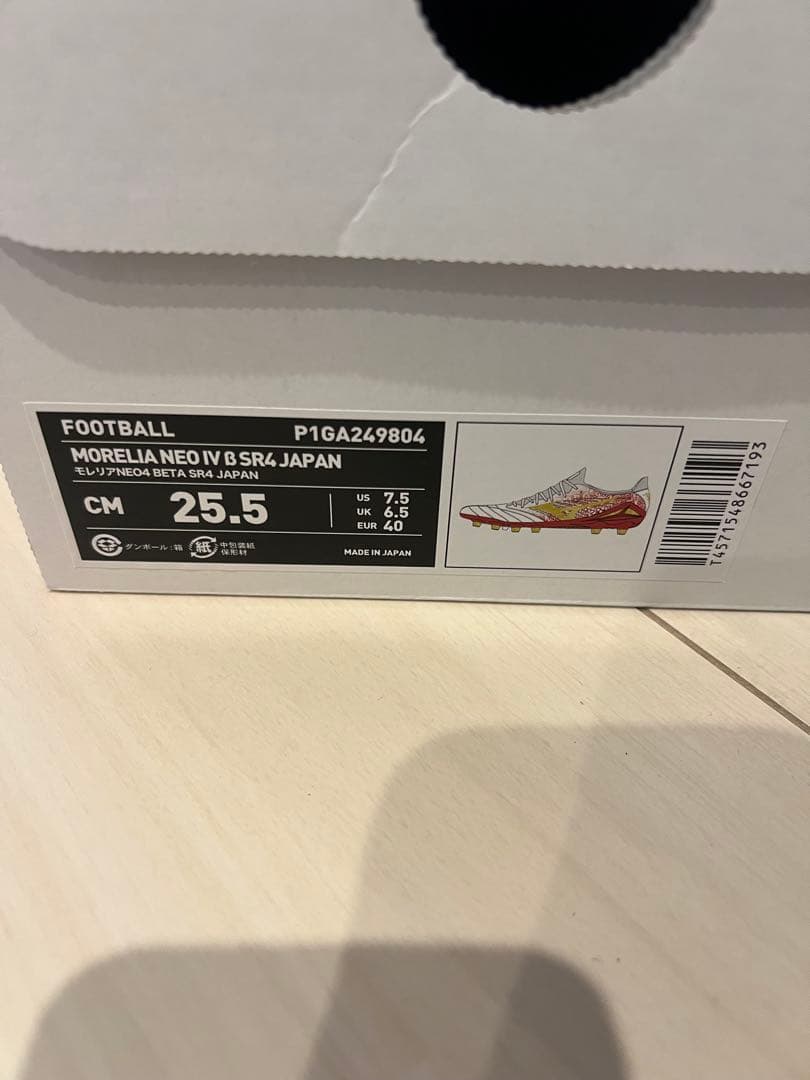 FOOTBALL
P1GA249804
MORELIA NEO IV β SR4 JAPAN
モレリアNEO4 BETA SR4 JAPAN
CM 25.5
US 7.5
UK 6.5
EUR 40
ダンボール：箱
紙
中包装紙
保形材
MADE IN JAPAN
T4571548667193